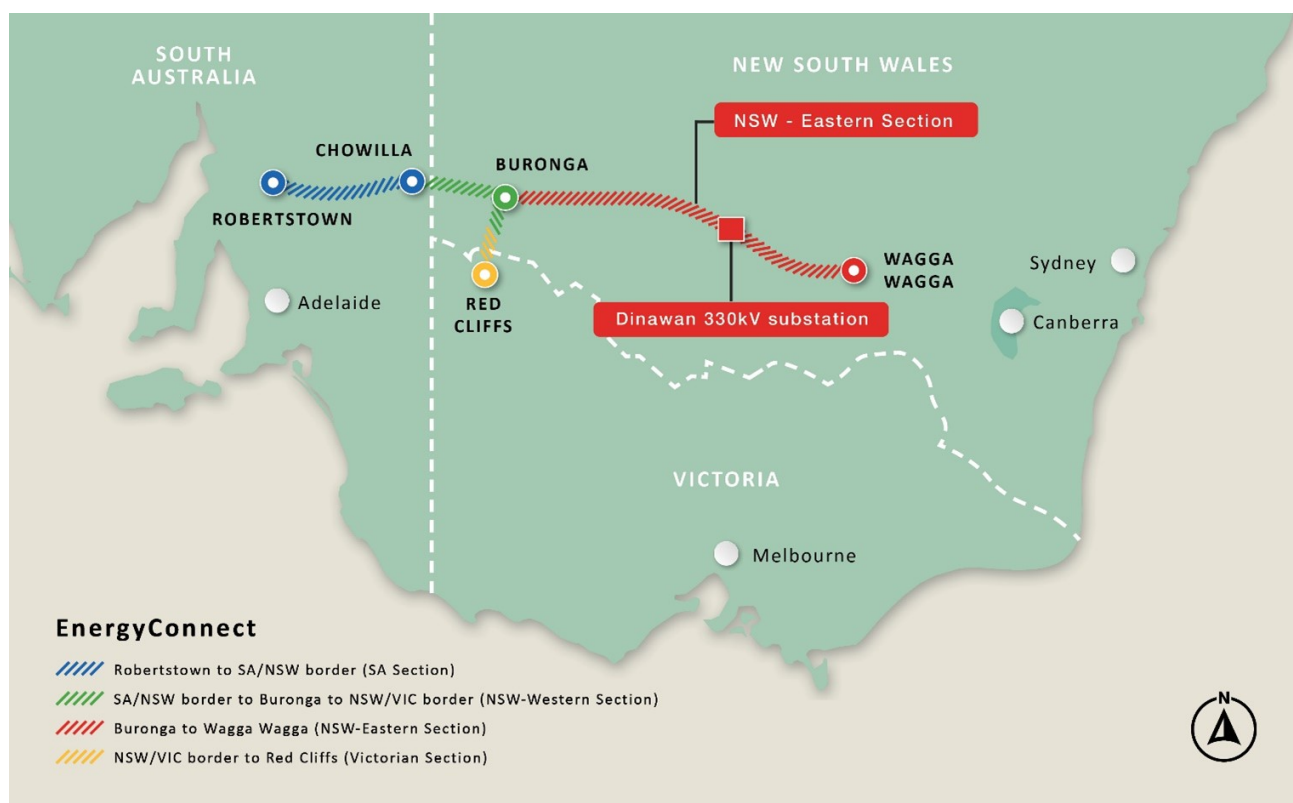 SOUTH
AUSTRALIA
NEW SOUTH WALES
NSW - Eastern Section
CHOWILLA
BURONGA
ROBERTSTOWN
WAGGA
WAGGA
Sydney
Adelaide
RED
CLIFFS
Dinawan 330kV substation
Canberra
VICTORIA
Melbourne
EnergyConnect
Robertstown to SA/NSW border (SA Section)
SA/NSW border to Buronga to NSW/VIC border (NSW-Western Section)
Buronga to Wagga Wagga (NSW-Eastern Section)
NSW/VIC border to Red Cliffs (Victorian Section)
N